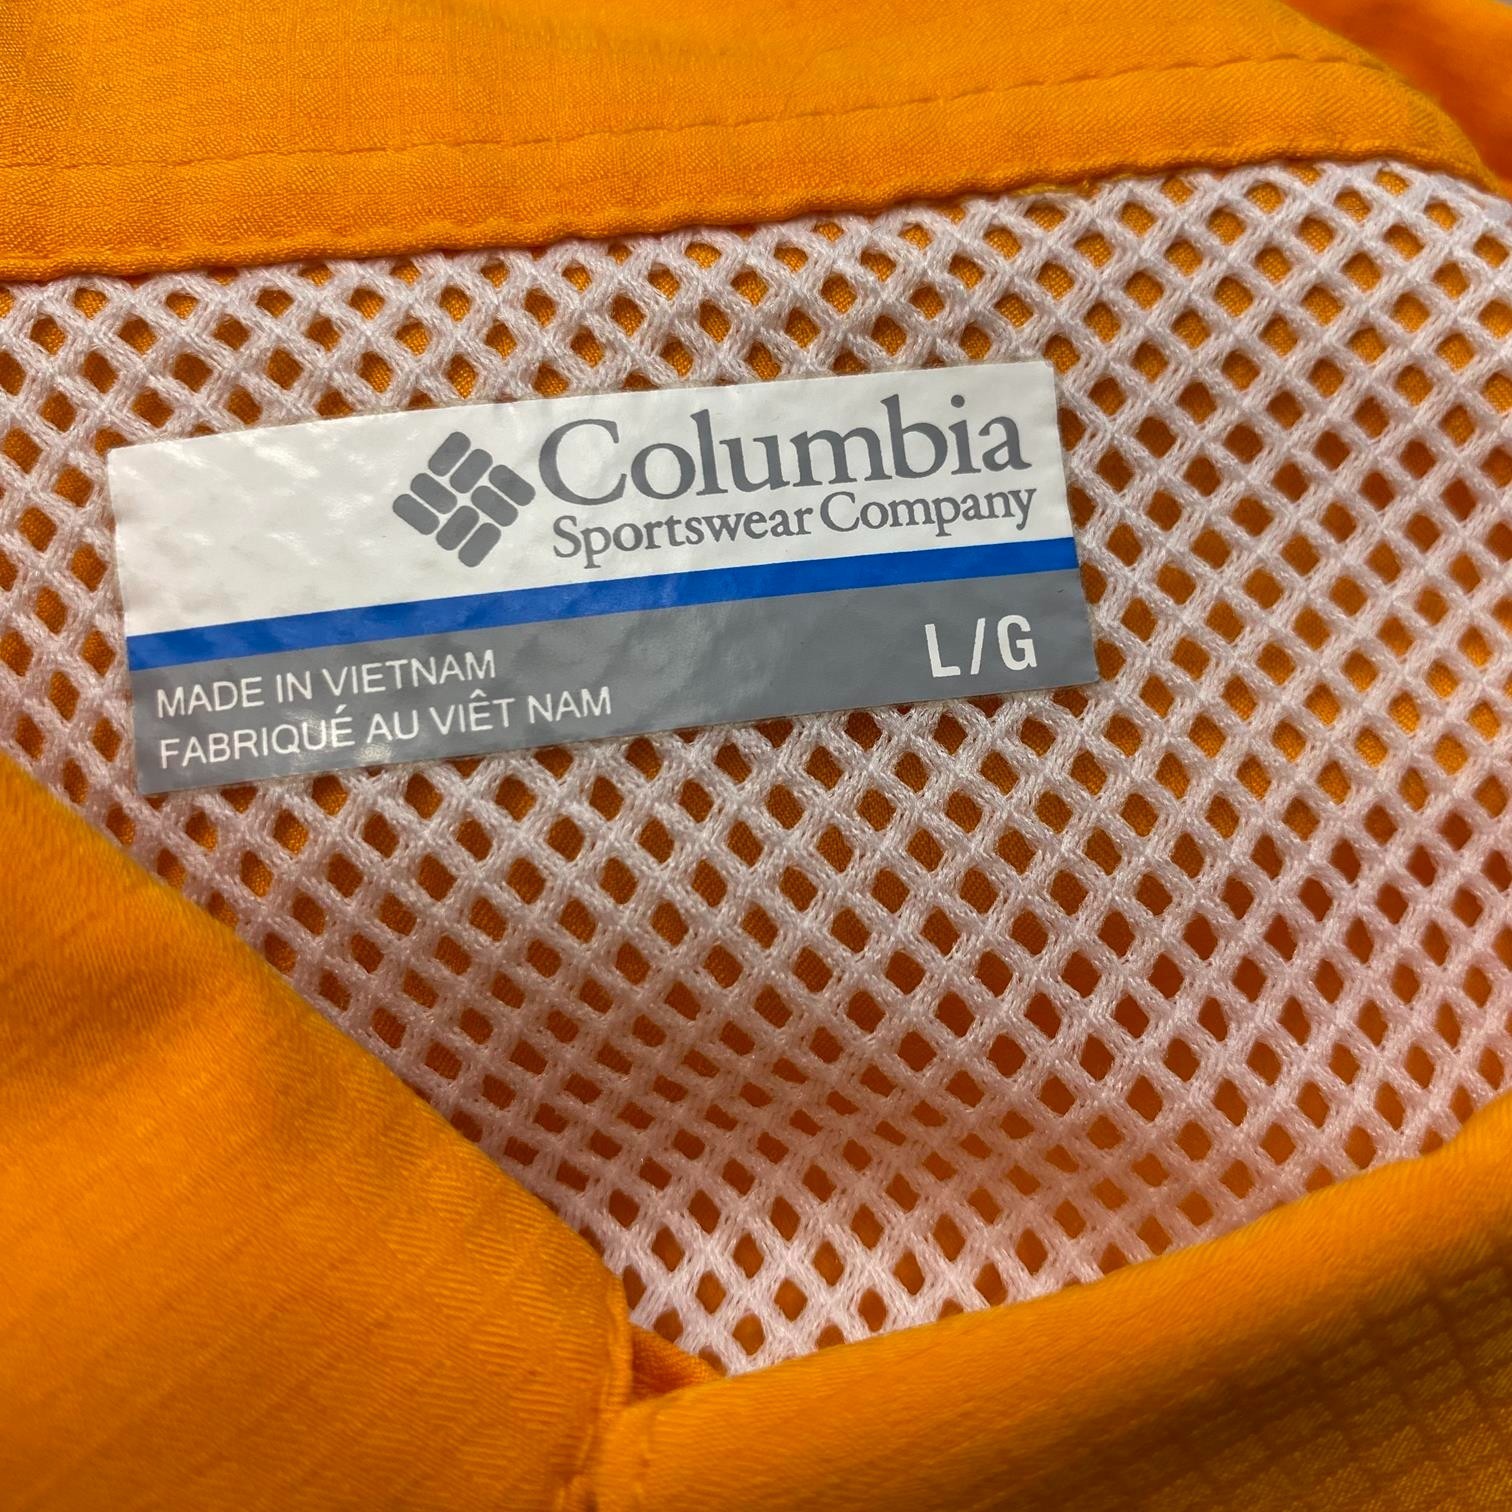 Columbia
Sportswear Company
L/G
MADE IN VIETNAM
FABRIQUÉ AU VIÊT NAM